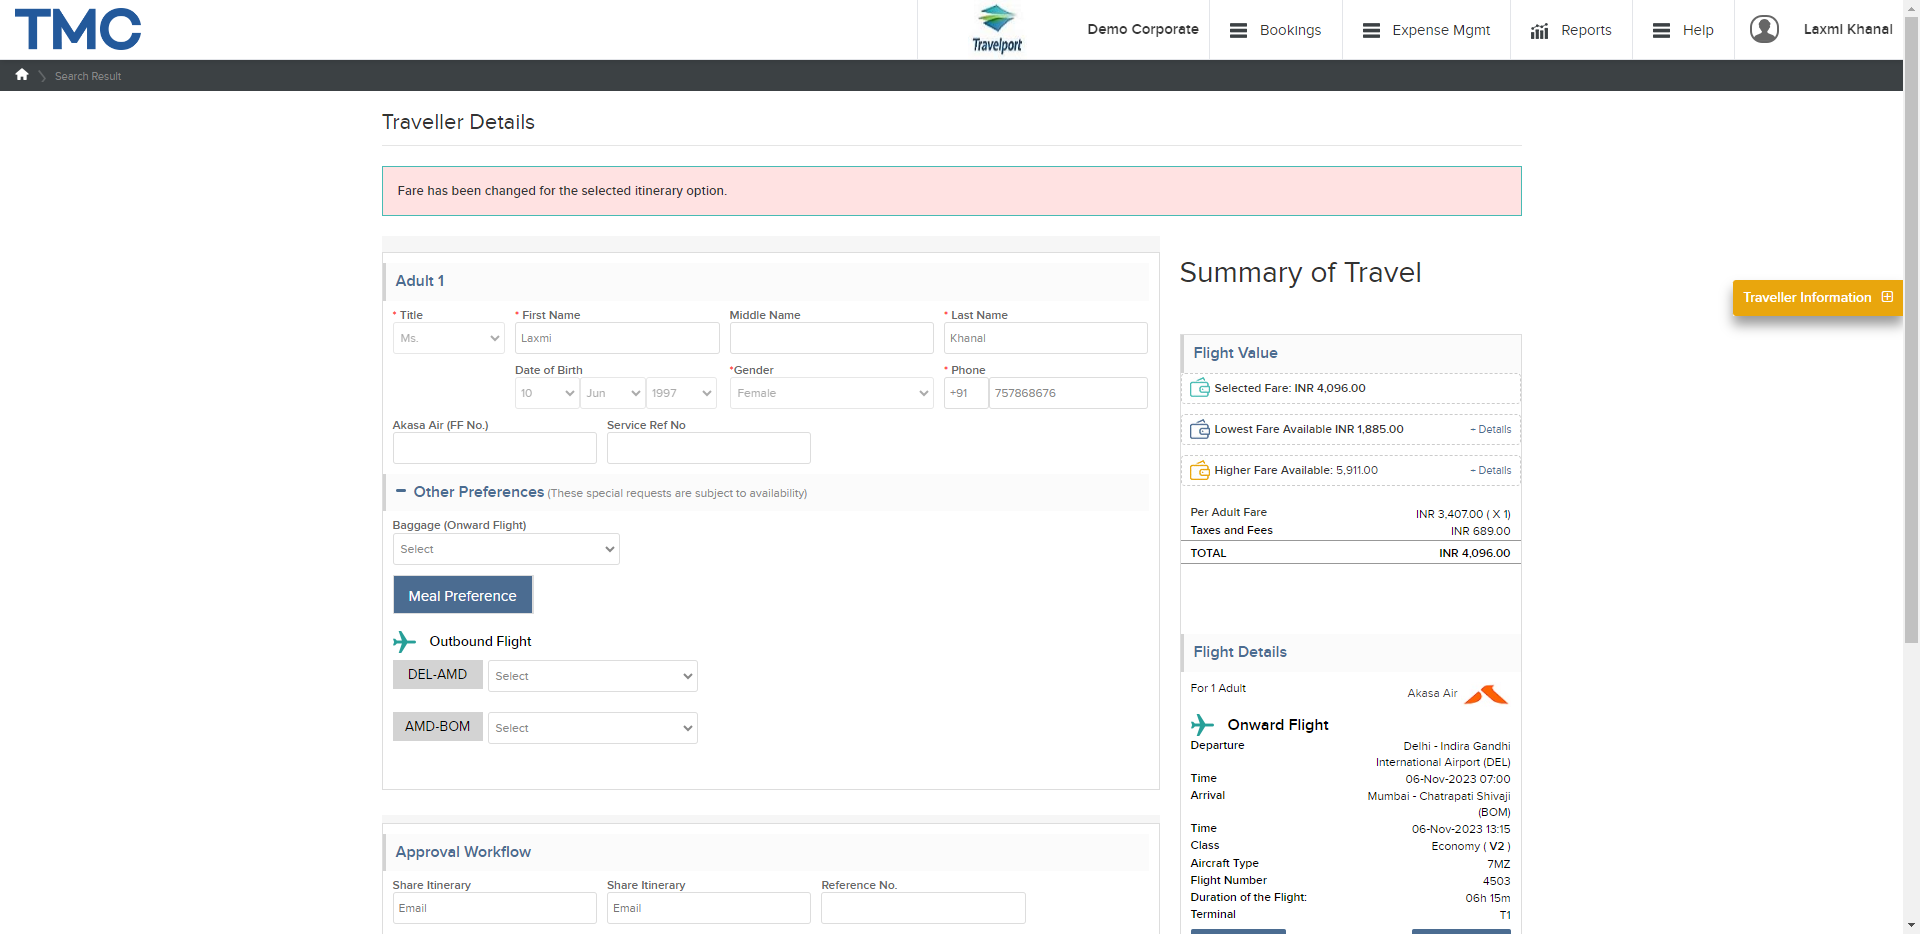 TMC
Travelport
Demo Corporate
Bookings
Expense Mgmt
Reports
Help
Laxmi Khanal
Search Result
Traveller Details
Fare has been changed for the selected itinerary option.
Adult 1
* Title
* First Name
Middle Name
* Last Name
Ms.
Laxmi
Khanal
Date of Birth
*Gender
* Phone
10
Jun
1997
Female
+91
757868676
Akasa Air (FF No.)
Service Ref No
Other Preferences (These special requests are subject to availability)
Baggage (Onward Flight)
Select
Meal Preference
Outbound Flight
DEL-AMD
Select
AMD-BOM
Select
Approval Workflow
Share Itinerary
Share Itinerary
Reference No.
Email
Email
Summary of Travel
Traveller Information
Flight Value
Selected Fare: INR 4,096.00
Lowest Fare Available INR 1,885.00
+ Details
Higher Fare Available: 5,911.00
+ Details
Per Adult Fare INR 3,407.00 ( X 1)
Taxes and Fees INR 689.00
TOTAL INR 4,096.00
Flight Details
For 1 Adult
Akasa Air
Onward Flight
Departure Delhi - Indira Gandhi
International Airport (DEL)
Time 06-Nov-2023 07:00
Arrival Mumbai - Chatrapati Shivaji
(BOM)
Time 06-Nov-2023 13:15
Class Economy ( V2 )
Aircraft Type 7MZ
Flight Number 4503
Duration of the Flight: 06h 15m
Terminal T1